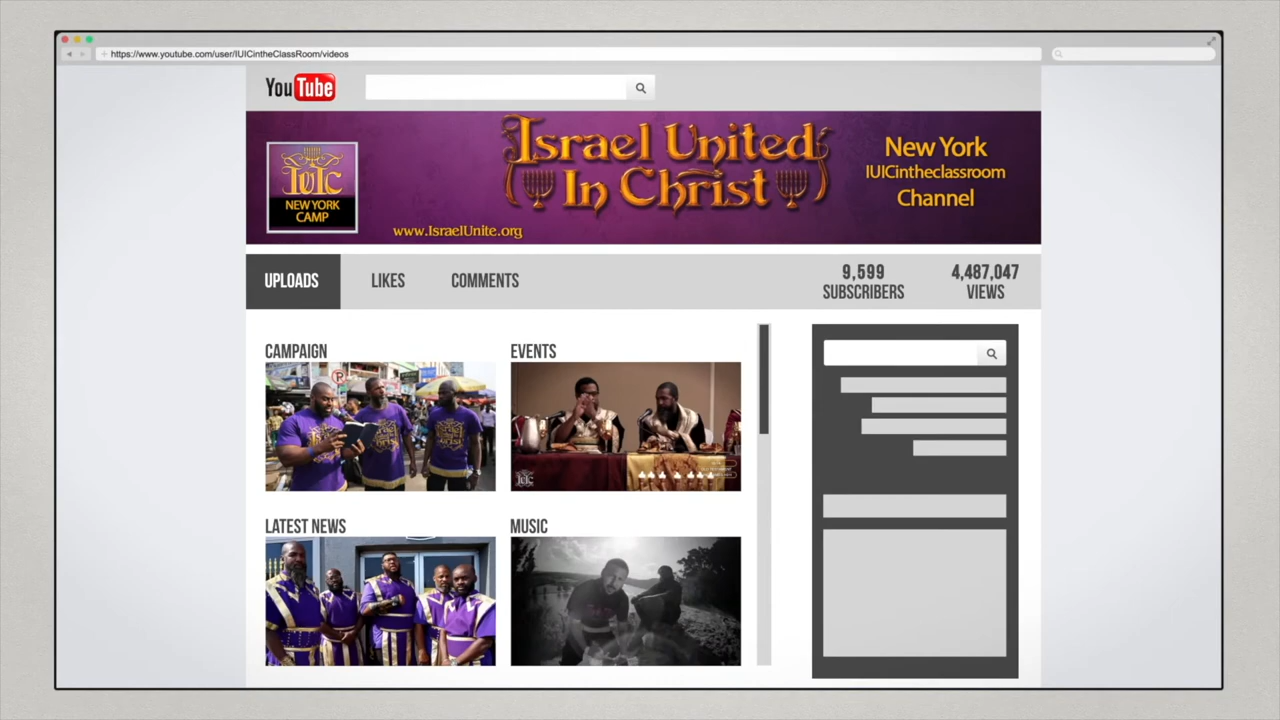 https://www.youtube.com/user/IUICintheClassRoom/videos
YouTube
Israel United
In Christ
IUIC
NEW YORK
CAMP
www.IsraelUnite.org
New York
IUICintheclassroom
Channel
UPLOADS
LIKES
COMMENTS
9,599
SUBSCRIBERS
4,487,047
VIEWS
CAMPAIGN
EVENTS
IUIC
LATEST NEWS
MUSIC